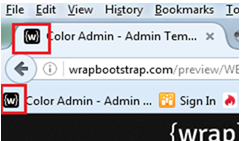 File Edit View History Bookmarks Tools
{w} Color Admin - Admin Tem...
wrapbootstrap.com/preview/WE
{w} Color Admin - Admin ... Sign In
{wrap